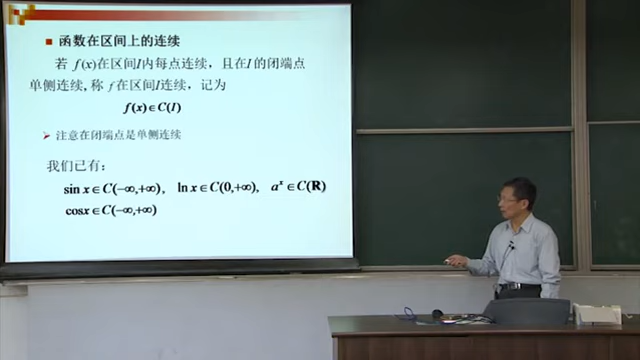 函数在区间上的连续
若 f(x)在区间I内每点连续，且在I的闭端点
单侧连续,称 f在区间I连续，记为
f(x)∈C(I)
注意在闭端点是单侧连续
我们已有：
sin x∈C(−∞,+∞)， ln x∈C(0,+∞)， aˣ∈C(R)
cosx∈C(−∞,+∞)